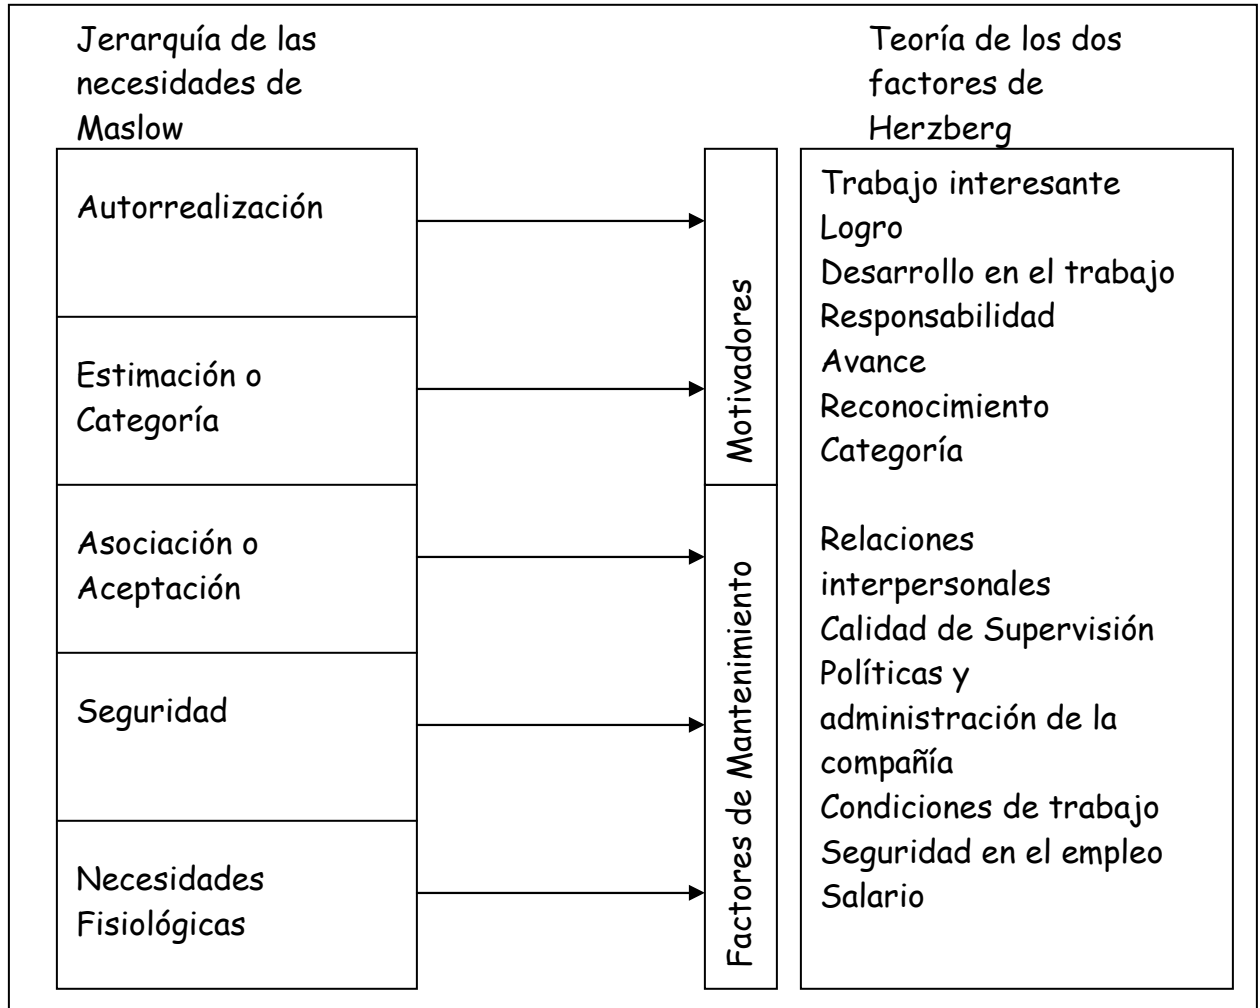 Jerarquía de las
necesidades de
Maslow
Teoría de los dos
factores de
Herzberg
Autorrealización
Estimación o
Categoría
Asociación o
Aceptación
Seguridad
Necesidades
Fisiológicas
Motivadores
Factores de Mantenimiento
Trabajo interesante
Logro
Desarrollo en el trabajo
Responsabilidad
Avance
Reconocimiento
Categoría
Relaciones
interpersonales
Calidad de Supervisión
Políticas y
administración de la
compañía
Condiciones de trabajo
Seguridad en el empleo
Salario